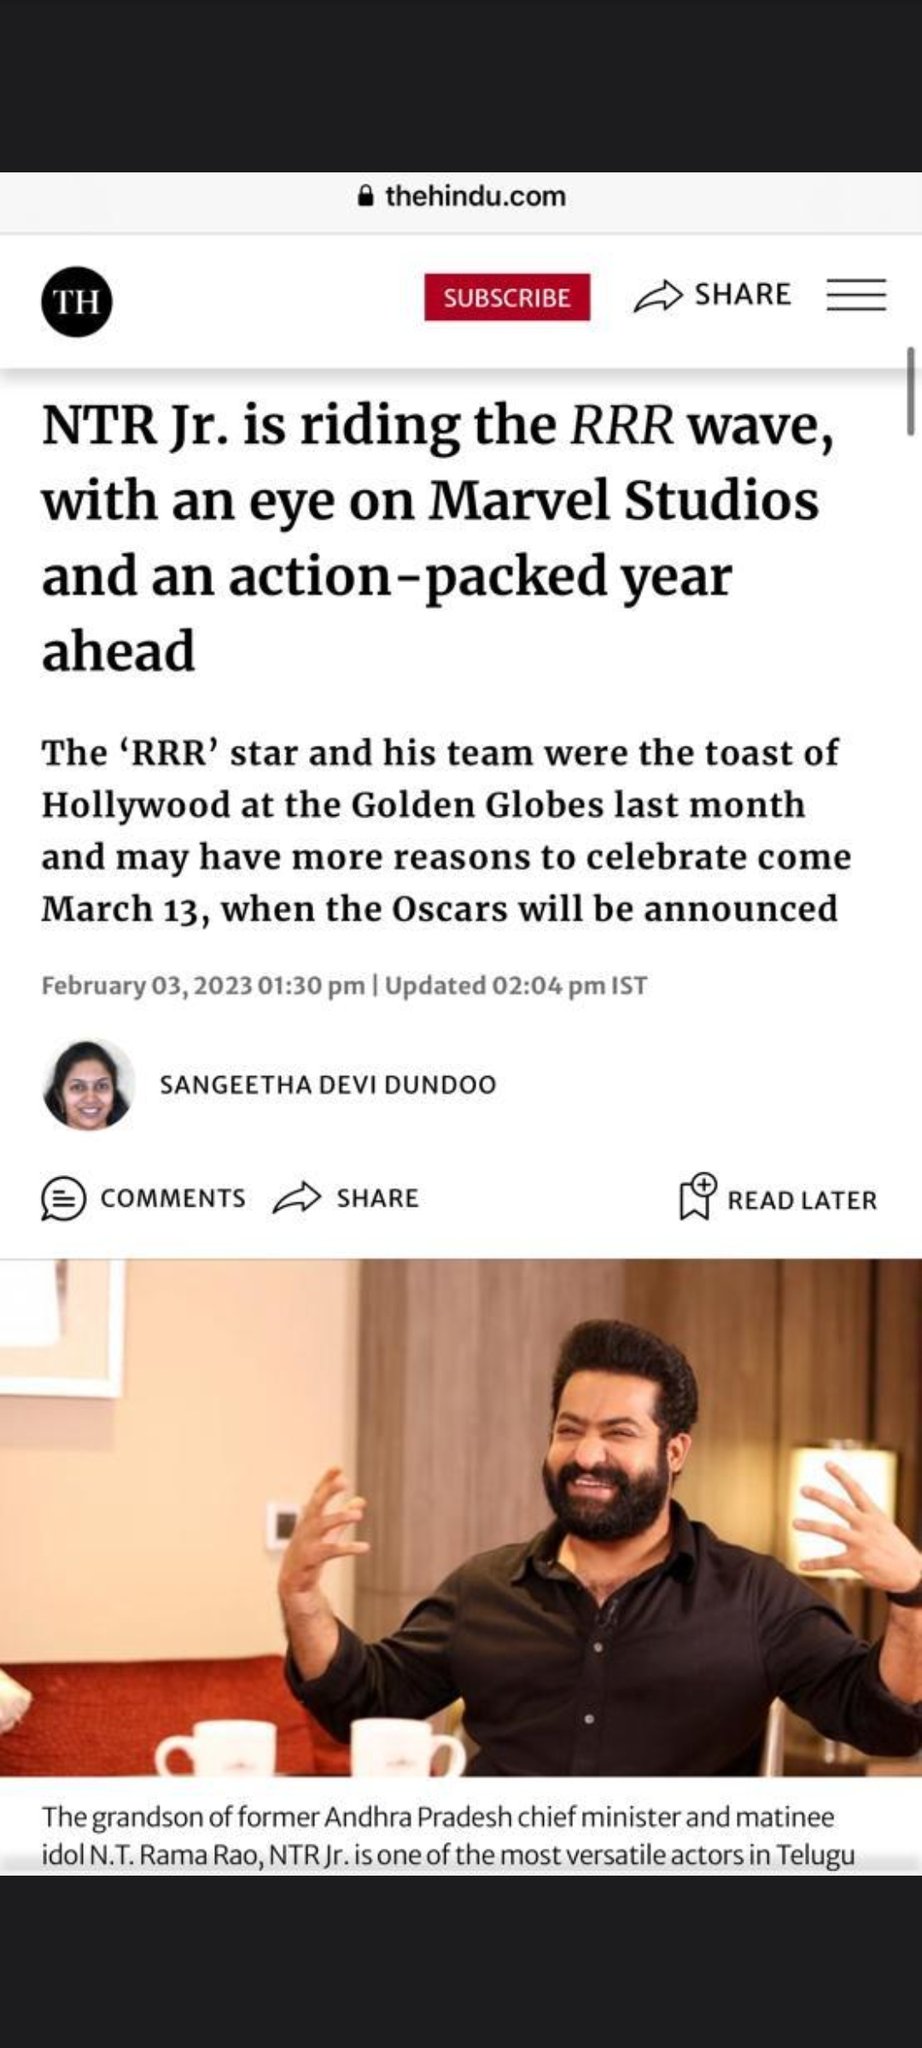 thehindu.com
TH
SUBSCRIBE
SHARE
NTR Jr. is riding the RRR wave,
with an eye on Marvel Studios
and an action-packed year
ahead
The ‘RRR’ star and his team were the toast of
Hollywood at the Golden Globes last month
and may have more reasons to celebrate come
March 13, when the Oscars will be announced
February 03, 2023 01:30 pm | Updated 02:04 pm IST
SANGEETHA DEVI DUNDOO
COMMENTS
SHARE
READ LATER
The grandson of former Andhra Pradesh chief minister and matinee
idol N.T. Rama Rao, NTR Jr. is one of the most versatile actors in Telugu